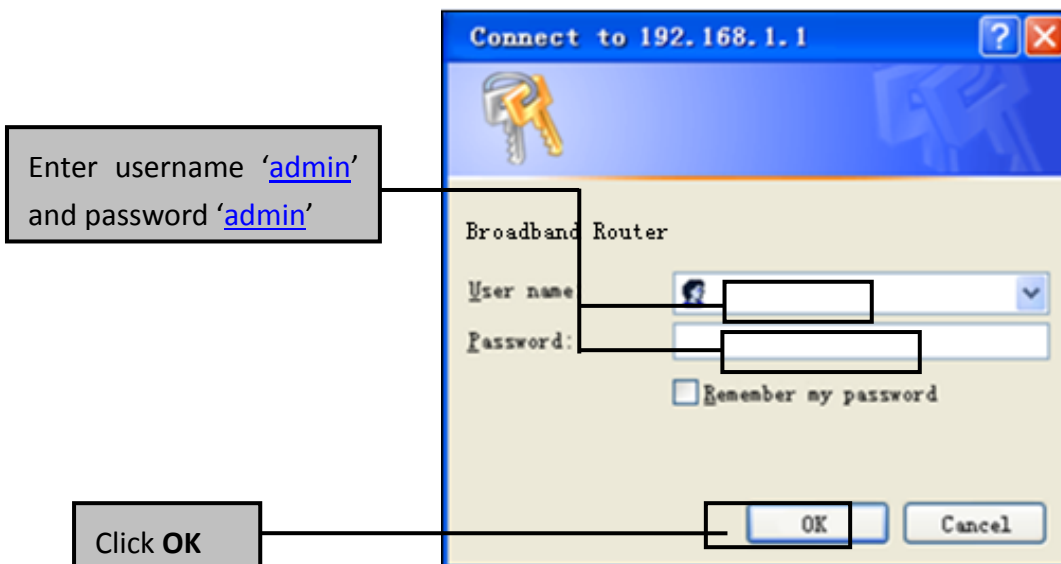 Connect to 192.168.1.1
Enter username ‘admin’
and password ‘admin’
Broadband Router
User name
Password:
Remember my password
Click OK
OK
Cancel